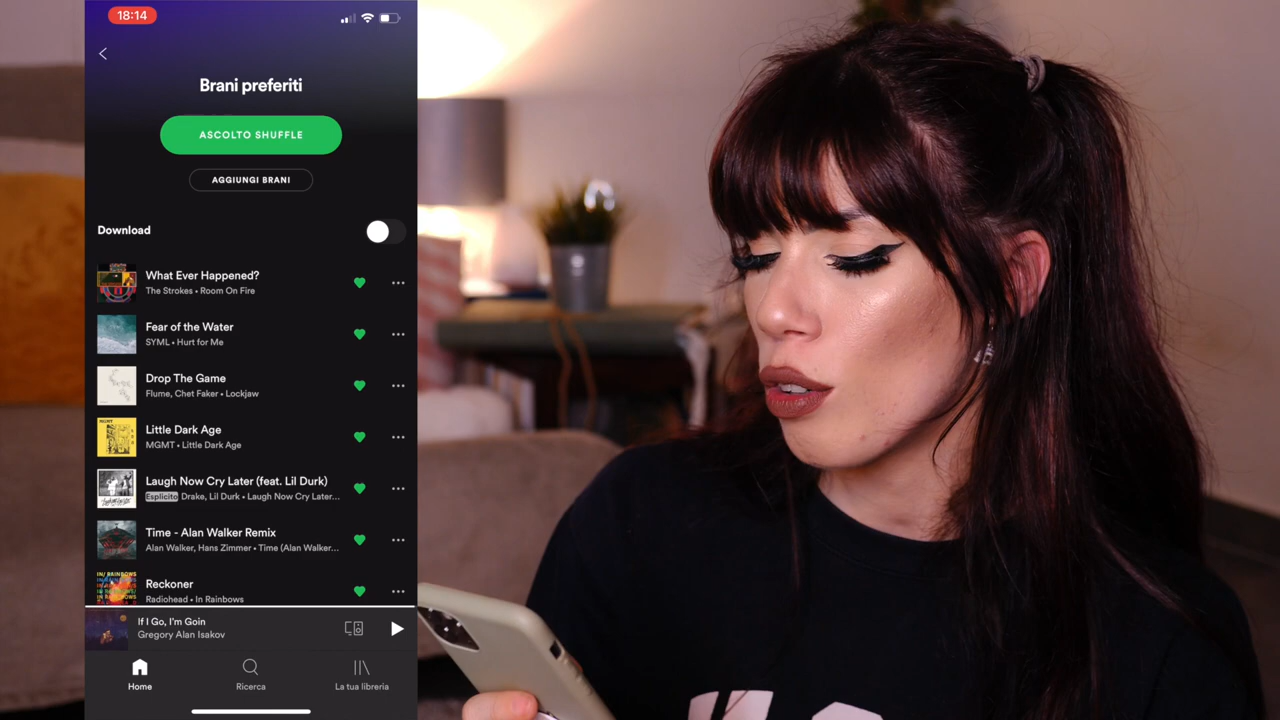 18:14
Brani preferiti
ASCOLTO SHUFFLE
AGGIUNGI BRANI
Download
What Ever Happened?
The Strokes • Room On Fire
Fear of the Water
SYML • Hurt for Me
Drop The Game
Flume, Chet Faker • Lockjaw
MGMT
Little Dark Age
MGMT • Little Dark Age
Laugh Now Cry Later (feat. Lil Durk)
Esplicito Drake, Lil Durk • Laugh Now Cry Later...
Time - Alan Walker Remix
Alan Walker, Hans Zimmer • Time (Alan Walker...
IN/ RAINBOWS
Reckoner
Radiohead • In Rainbows
If I Go, I'm Goin
Gregory Alan Isakov
Home
Ricerca
La tua libreria